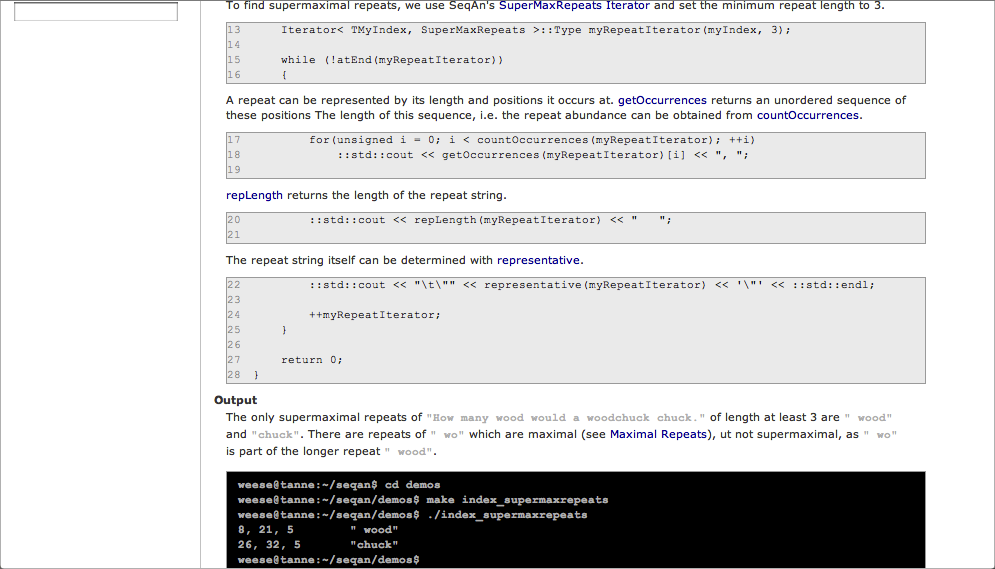 To find supermaximal repeats, we use SeqAn's SuperMaxRepeats Iterator and set the minimum repeat length to 3.
13 Iterator< TMyIndex, SuperMaxRepeats >::Type myRepeatIterator(myIndex, 3);
14
15 while (!atEnd(myRepeatIterator))
16 {
A repeat can be represented by its length and positions it occurs at. getOccurrences returns an unordered sequence of
these positions The length of this sequence, i.e. the repeat abundance can be obtained from countOccurrences.
17 for(unsigned i = 0; i < countOccurrences(myRepeatIterator); ++i)
18 ::std::cout << getOccurrences(myRepeatIterator)[i] << ", ";
19
repLength returns the length of the repeat string.
20 ::std::cout << repLength(myRepeatIterator) << "   ";
21
The repeat string itself can be determined with representative.
22 ::std::cout << "\t\"" << representative(myRepeatIterator) << '\"' << ::std::endl;
23
24 ++myRepeatIterator;
25 }
26
27 return 0;
28 }
Output
The only supermaximal repeats of "How many wood would a woodchuck chuck." of length at least 3 are " wood"
and "chuck". There are repeats of " wo" which are maximal (see Maximal Repeats), ut not supermaximal, as " wo"
is part of the longer repeat " wood".
weese@tanne:~/seqan$ cd demos
weese@tanne:~/seqan/demos$ make index_supermaxrepeats
weese@tanne:~/seqan/demos$ ./index_supermaxrepeats
8, 21, 5 " wood"
26, 32, 5 "chuck"
weese@tanne:~/seqan/demos$